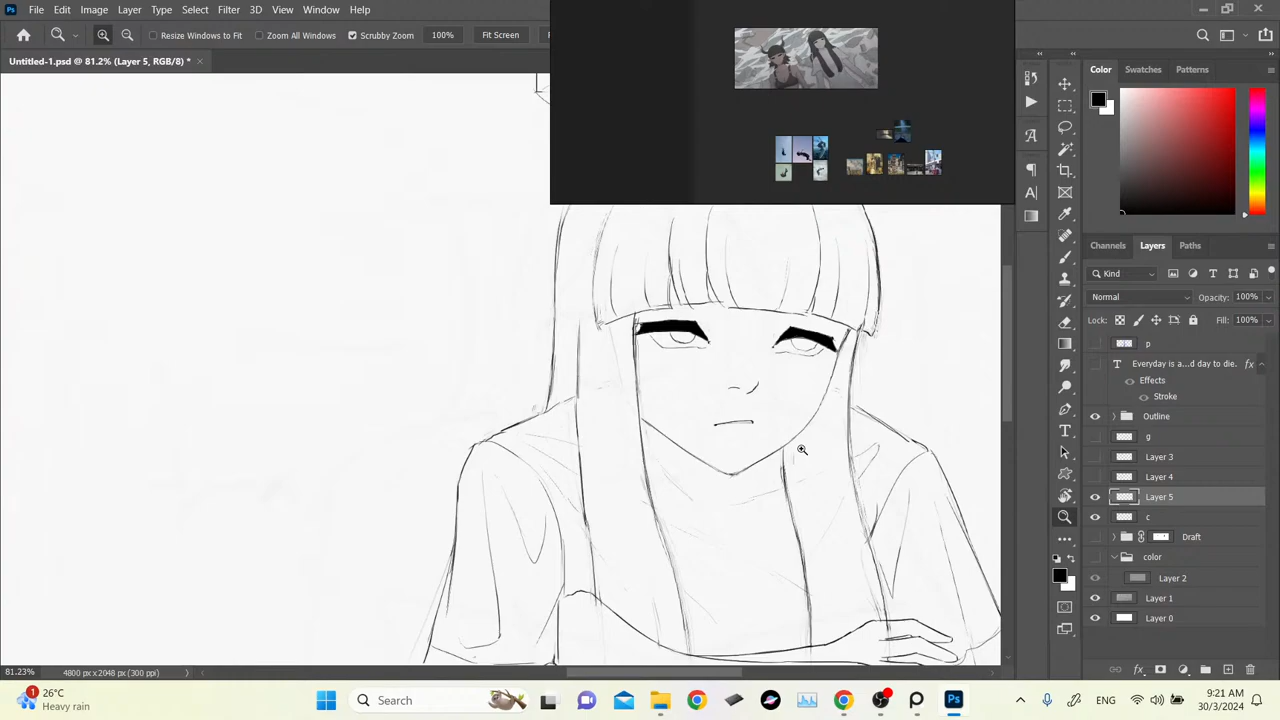 Ps File Edit Image Layer Type Select Filter 3D View Window Help
Resize Windows to Fit Zoom All Windows Scrubby Zoom 100% Fit Screen
Untitled-1.psd @ 81.2% (Layer 5, RGB/8) * ×
Color Swatches Patterns
Channels Layers Paths
Kind
Normal Opacity: 100%
Lock: Fill: 100%
p
T Everyday is a...d day to die. fx
Effects
Stroke
Outline
g
Layer 3
Layer 4
Layer 5
c
Draft
color
Layer 2
Layer 1
Layer 0
81.23% 4800 px x 2048 px (300 ppi)
1 26°C
Heavy rain
Search
Ps
ENG
9:21 AM
30/3/2024